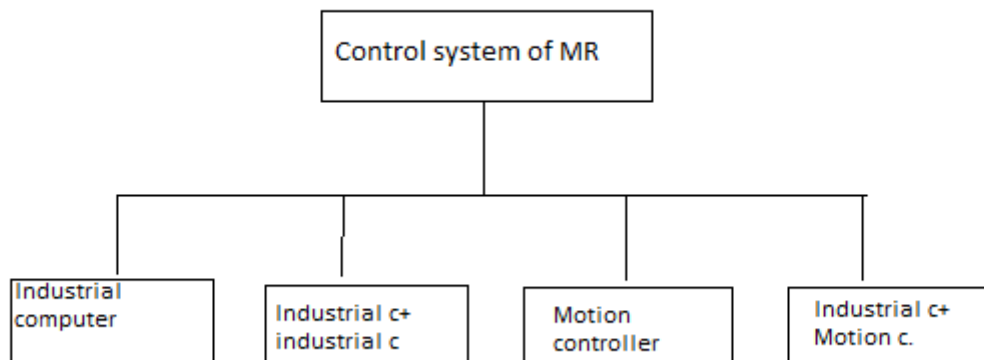 Control system of MR
Industrial
computer
Industrial c+
industrial c
Motion
controller
Industrial c+
Motion c.